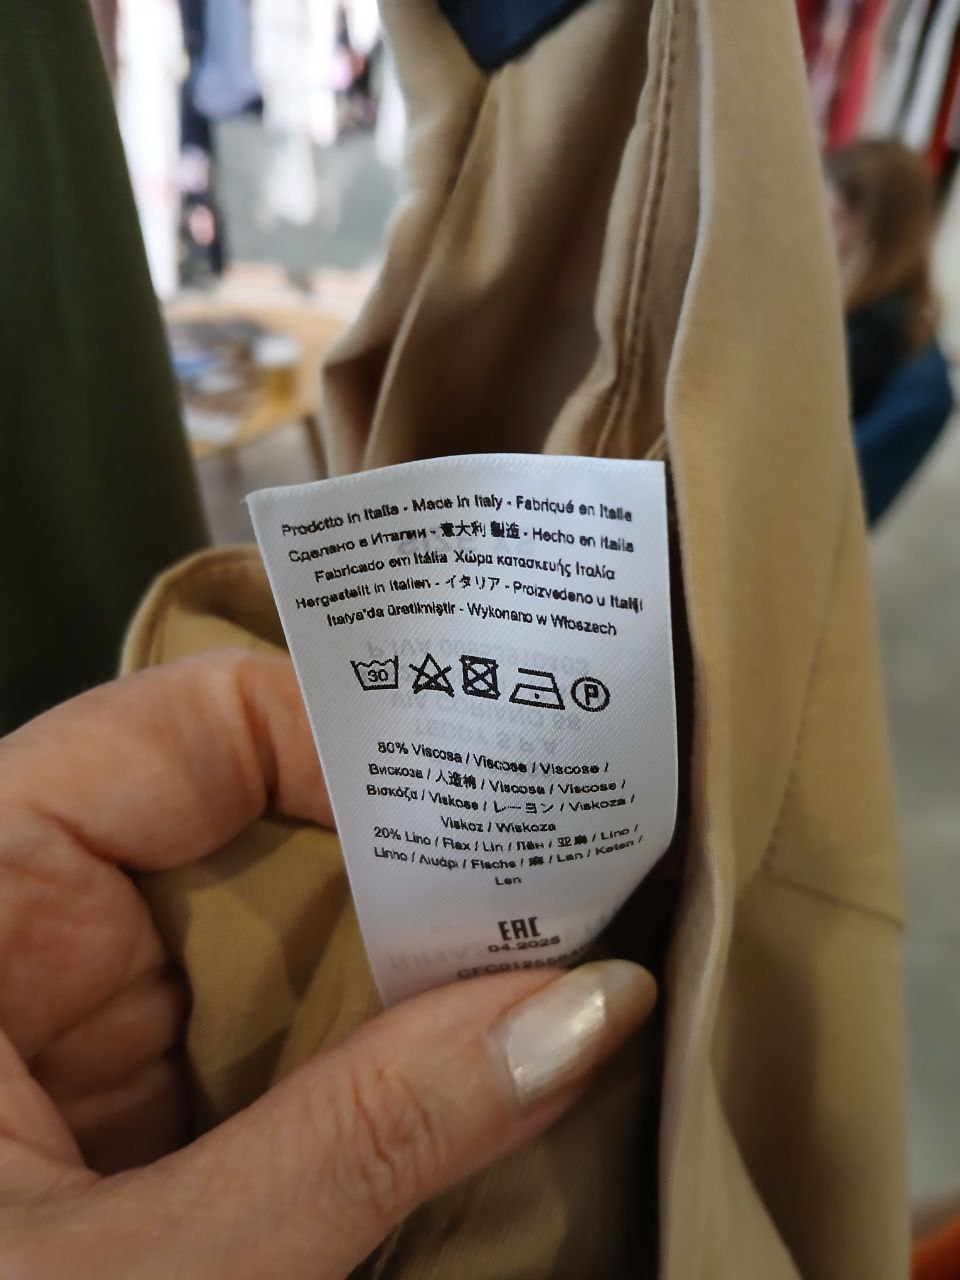 Prodotto in Italia - Made in Italy - Fabriqué en Italie
Сделано в Италии - 意大利 製造 - Hecho en Italia
Fabricado em Itália Χώρα κατασκευής Ιταλία
Hergestellt in Italien - イタリア - Proizvedeno u Italiji
Italya'da üretilmiştir - Wykonano w Włoszech
30 P
80% Viscosa / Viscose / Viscose /
Вискоза / 人造棉 / Viscosa / Viscose /
Βισκόζα / Viskose / レーヨン / Viskoza /
Viskoz / Wiskoza
20% Lino / Flax / Lin / Лён / 亚麻 / Lino /
Linho / Λινάρι / Flachs / 麻 / Lan / Keten /
Len
EAC
04.2025